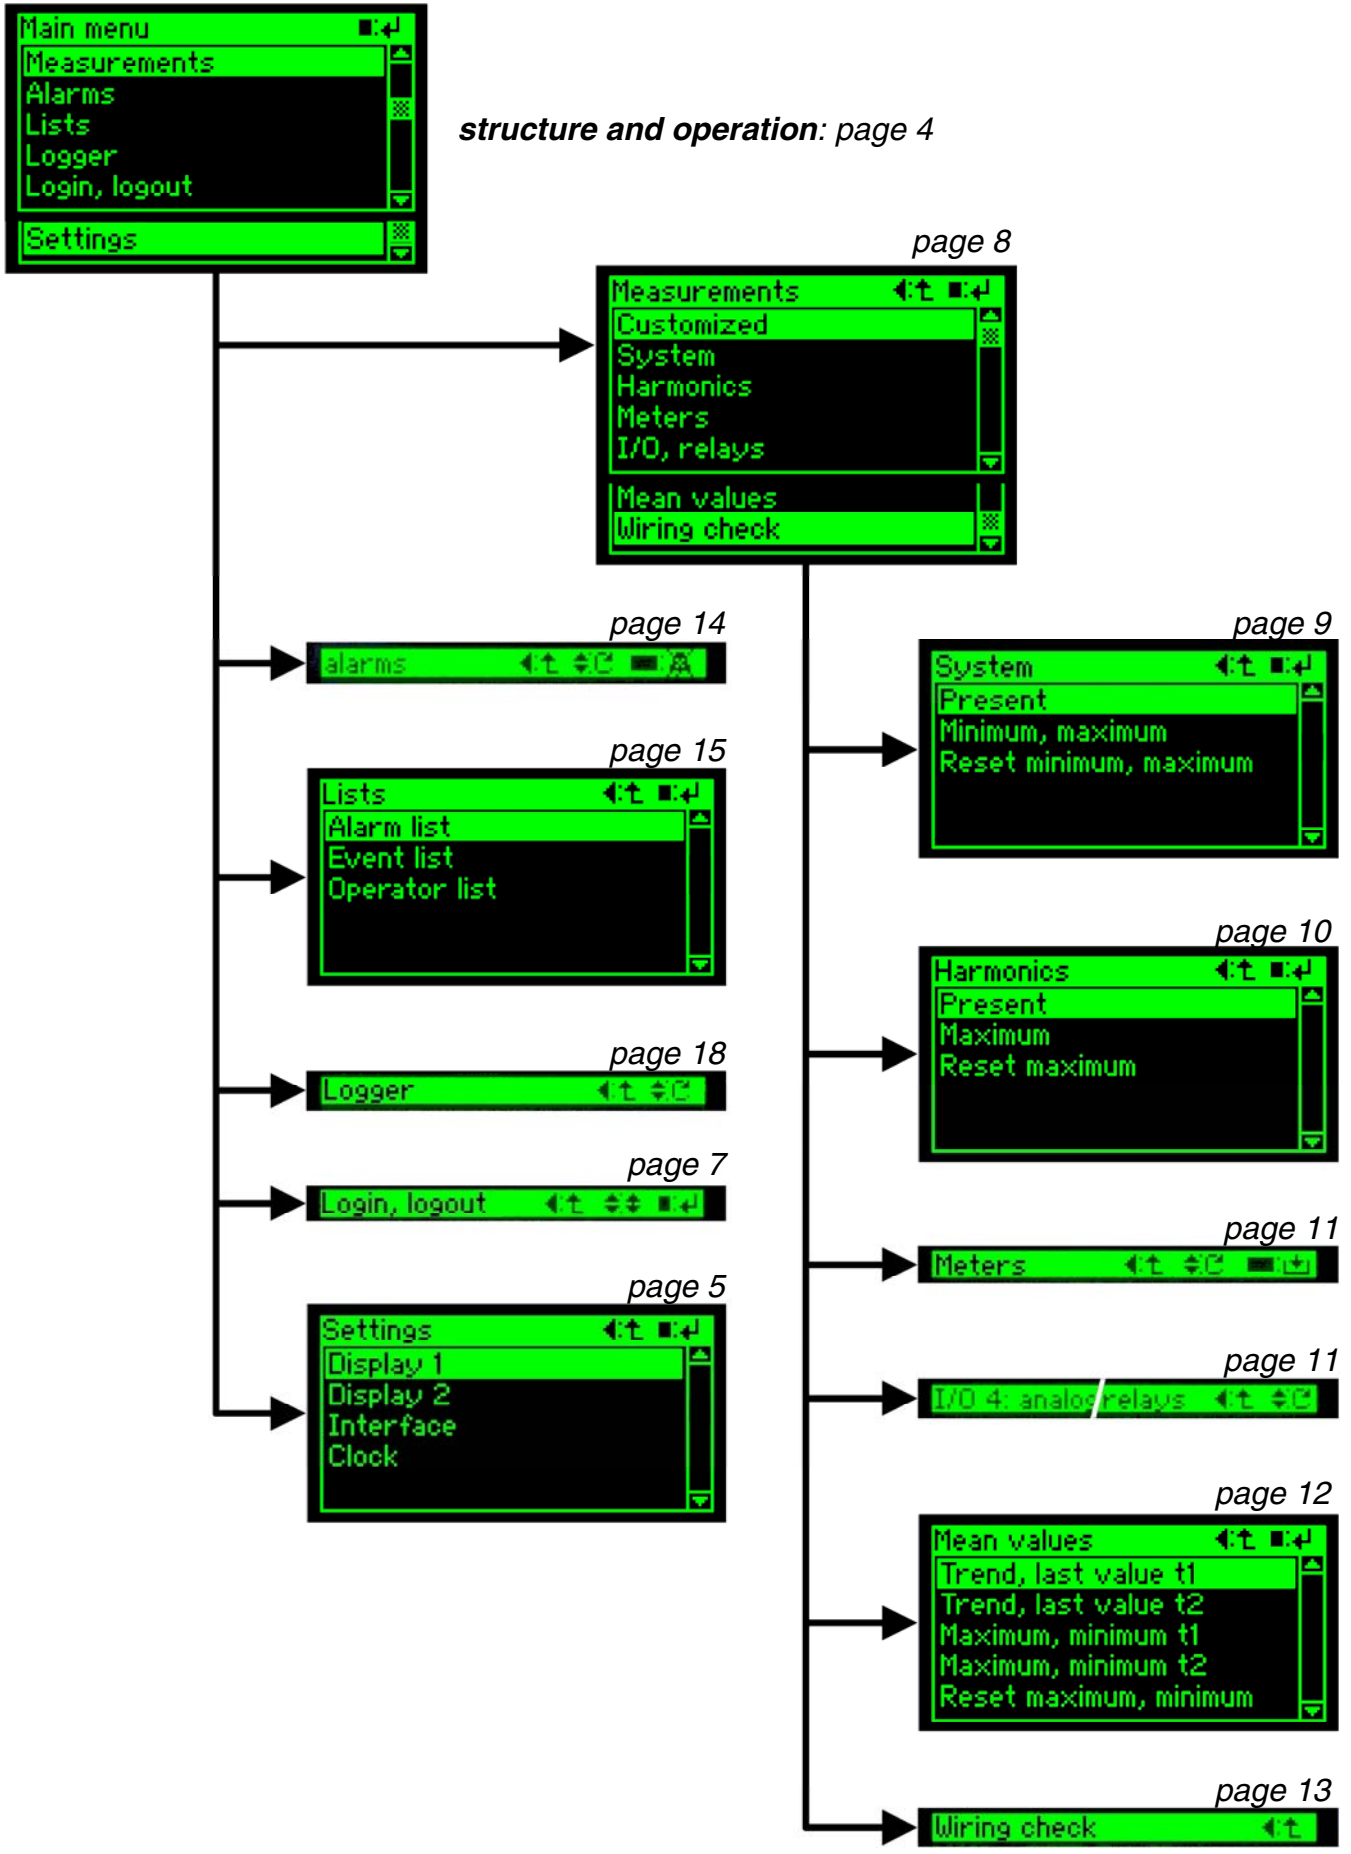 Main menu
Measurements
Alarms
Lists
Logger
Login, logout
Settings
structure and operation: page 4
page 8
Measurements
Customized
System
Harmonics
Meters
I/O, relays
Mean values
Wiring check
page 14
alarms
page 15
Lists
Alarm list
Event list
Operator list
page 18
Logger
page 7
Login, logout
page 5
Settings
Display 1
Display 2
Interface
Clock
page 9
System
Present
Minimum, maximum
Reset minimum, maximum
page 10
Harmonics
Present
Maximum
Reset maximum
page 11
Meters
page 11
I/O 4: analog/relays
page 12
Mean values
Trend, last value t1
Trend, last value t2
Maximum, minimum t1
Maximum, minimum t2
Reset maximum, minimum
page 13
Wiring check